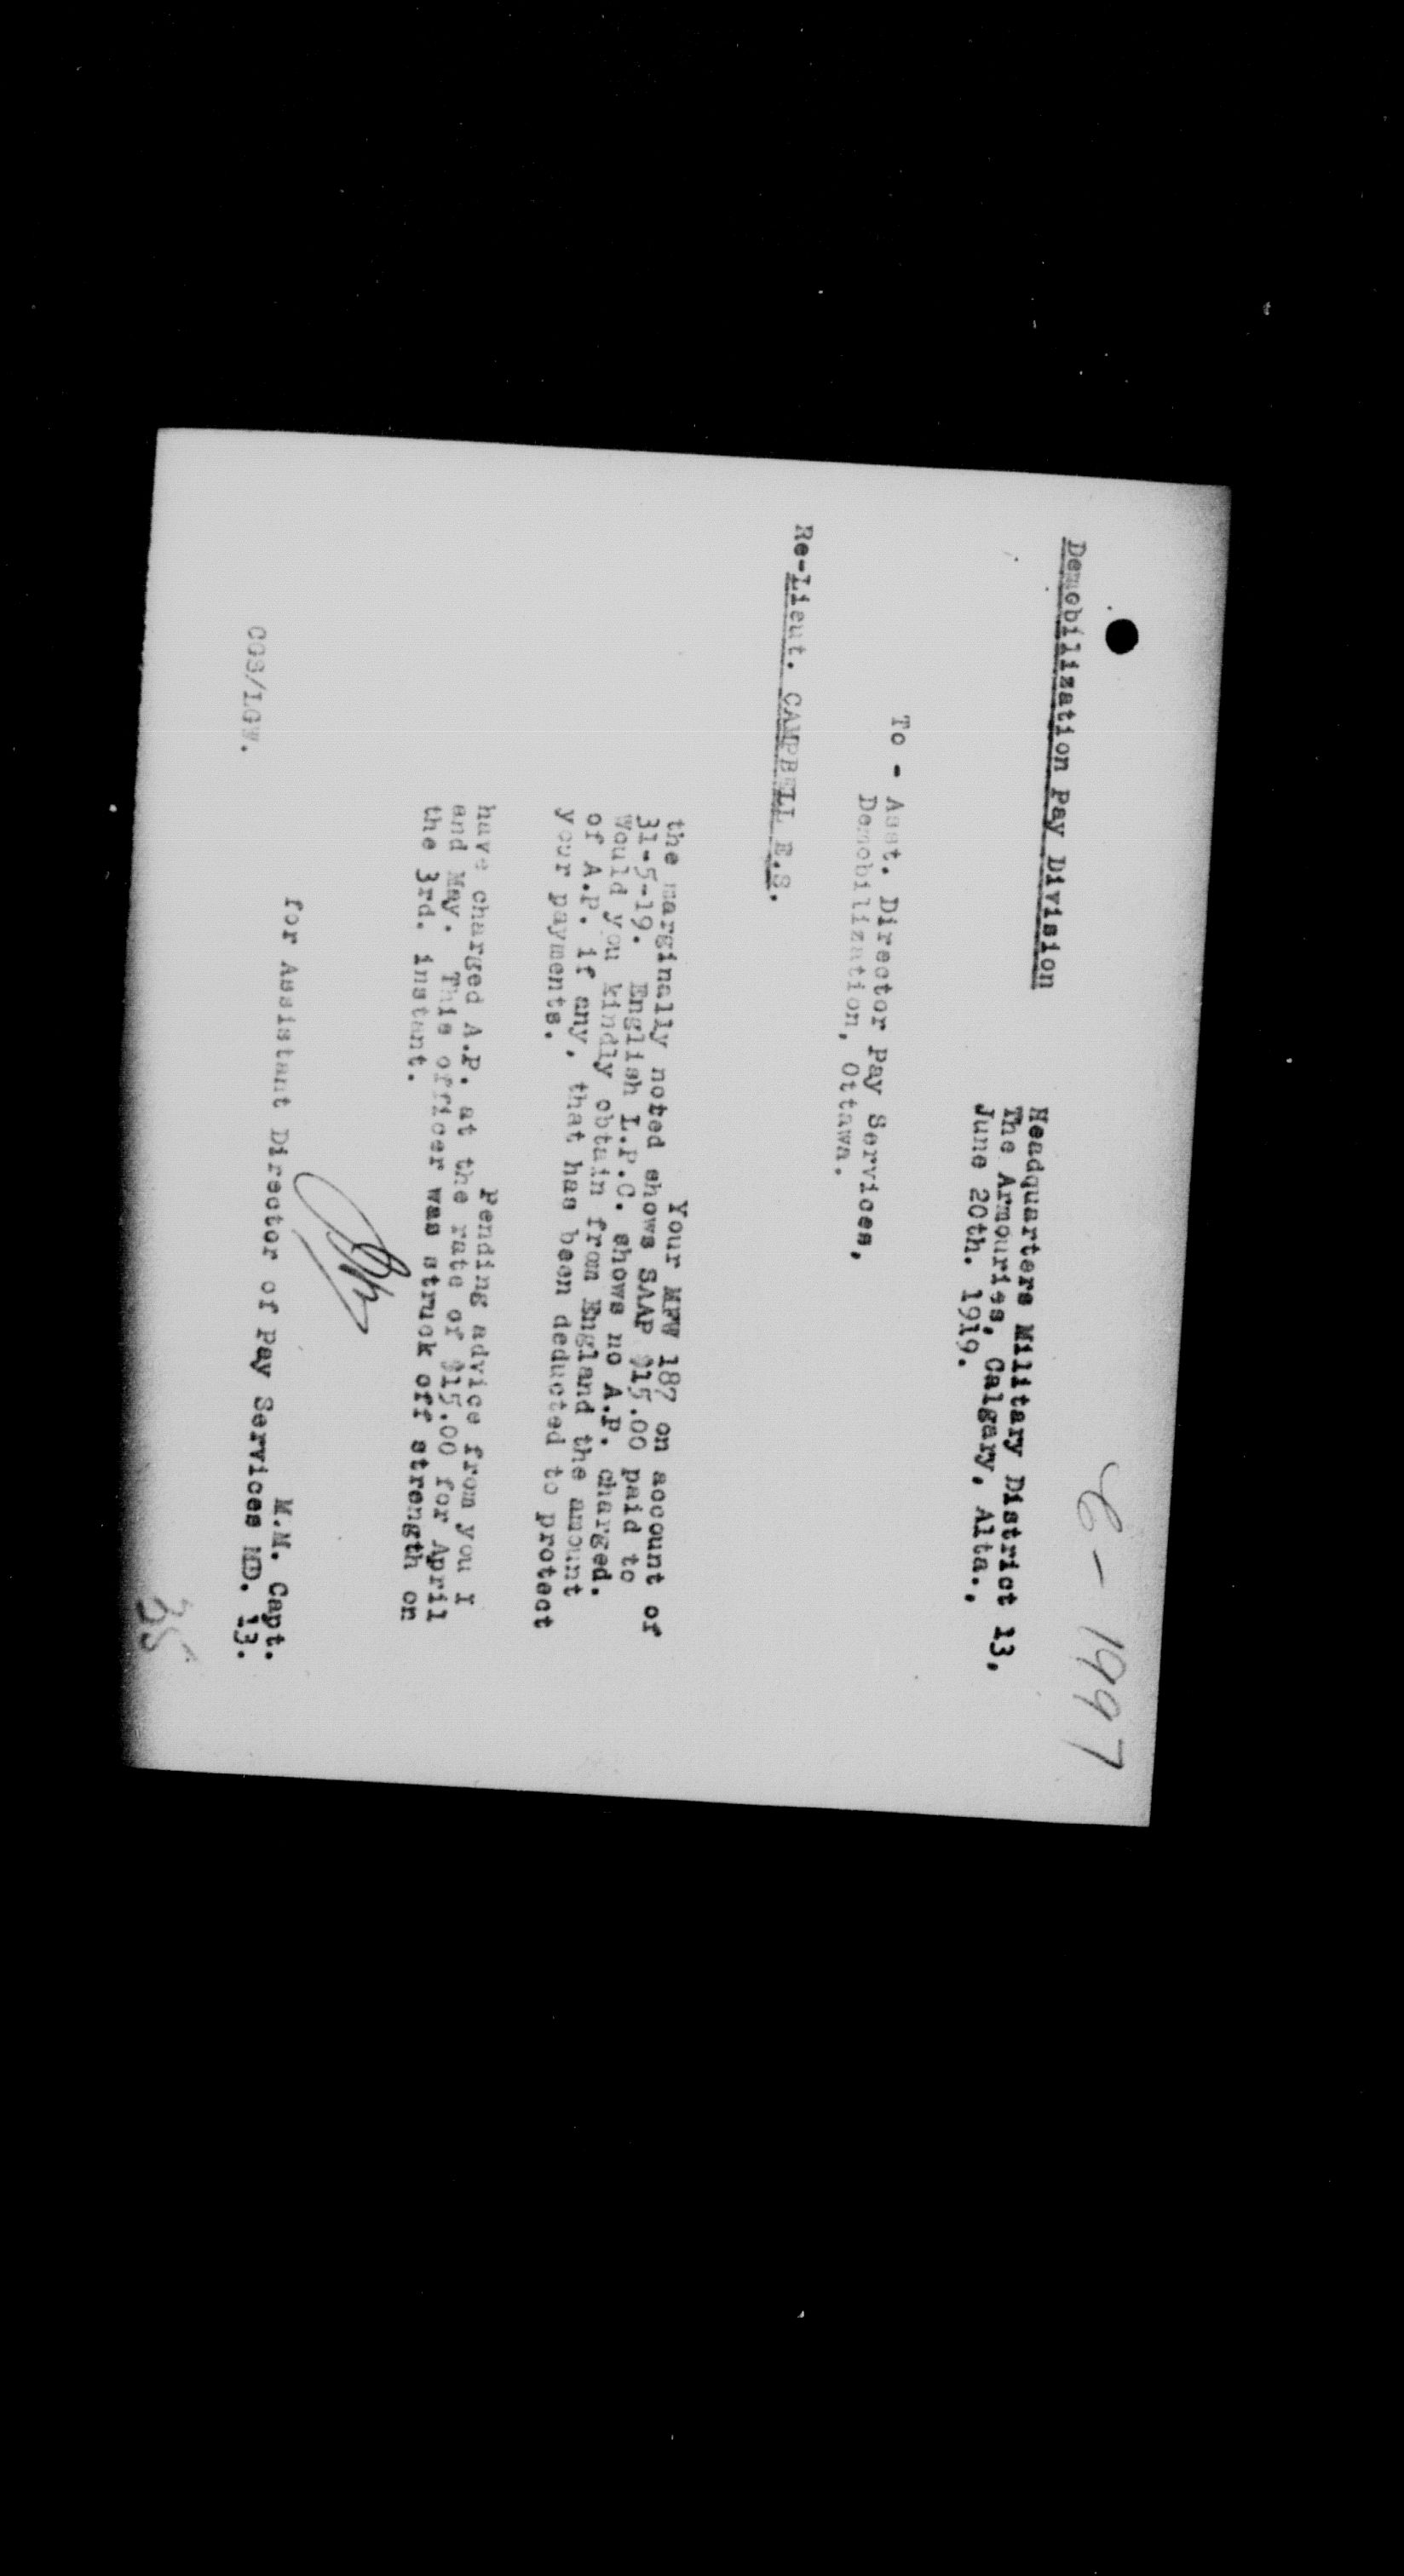 C-1997
Demobilization Pay Division
Headquarters Military District 13,
The Armouries, Calgary, Alta.,
June 20th. 1919.
To - Asst. Director Pay Services,
Demobilization, Ottawa.
Re-Lieut. CAMPBELL E.S.
Your MFW 187 on account of
the marginally noted shows SAAP $15.00 paid to
31-5-19. English L.P.C. shows no A.P. charged.
Would you kindly obtain from England the amount
of A.P. if any, that has been deducted to protect
your payments.
Pending advice from you I
have charged A.P. at the rate of $15.00 for April
and May. This officer was struck off strength on
the 3rd. instant.
M.M. Capt.
for Assistant Director of Pay Services MD. 13.
CGS/LGW.
35